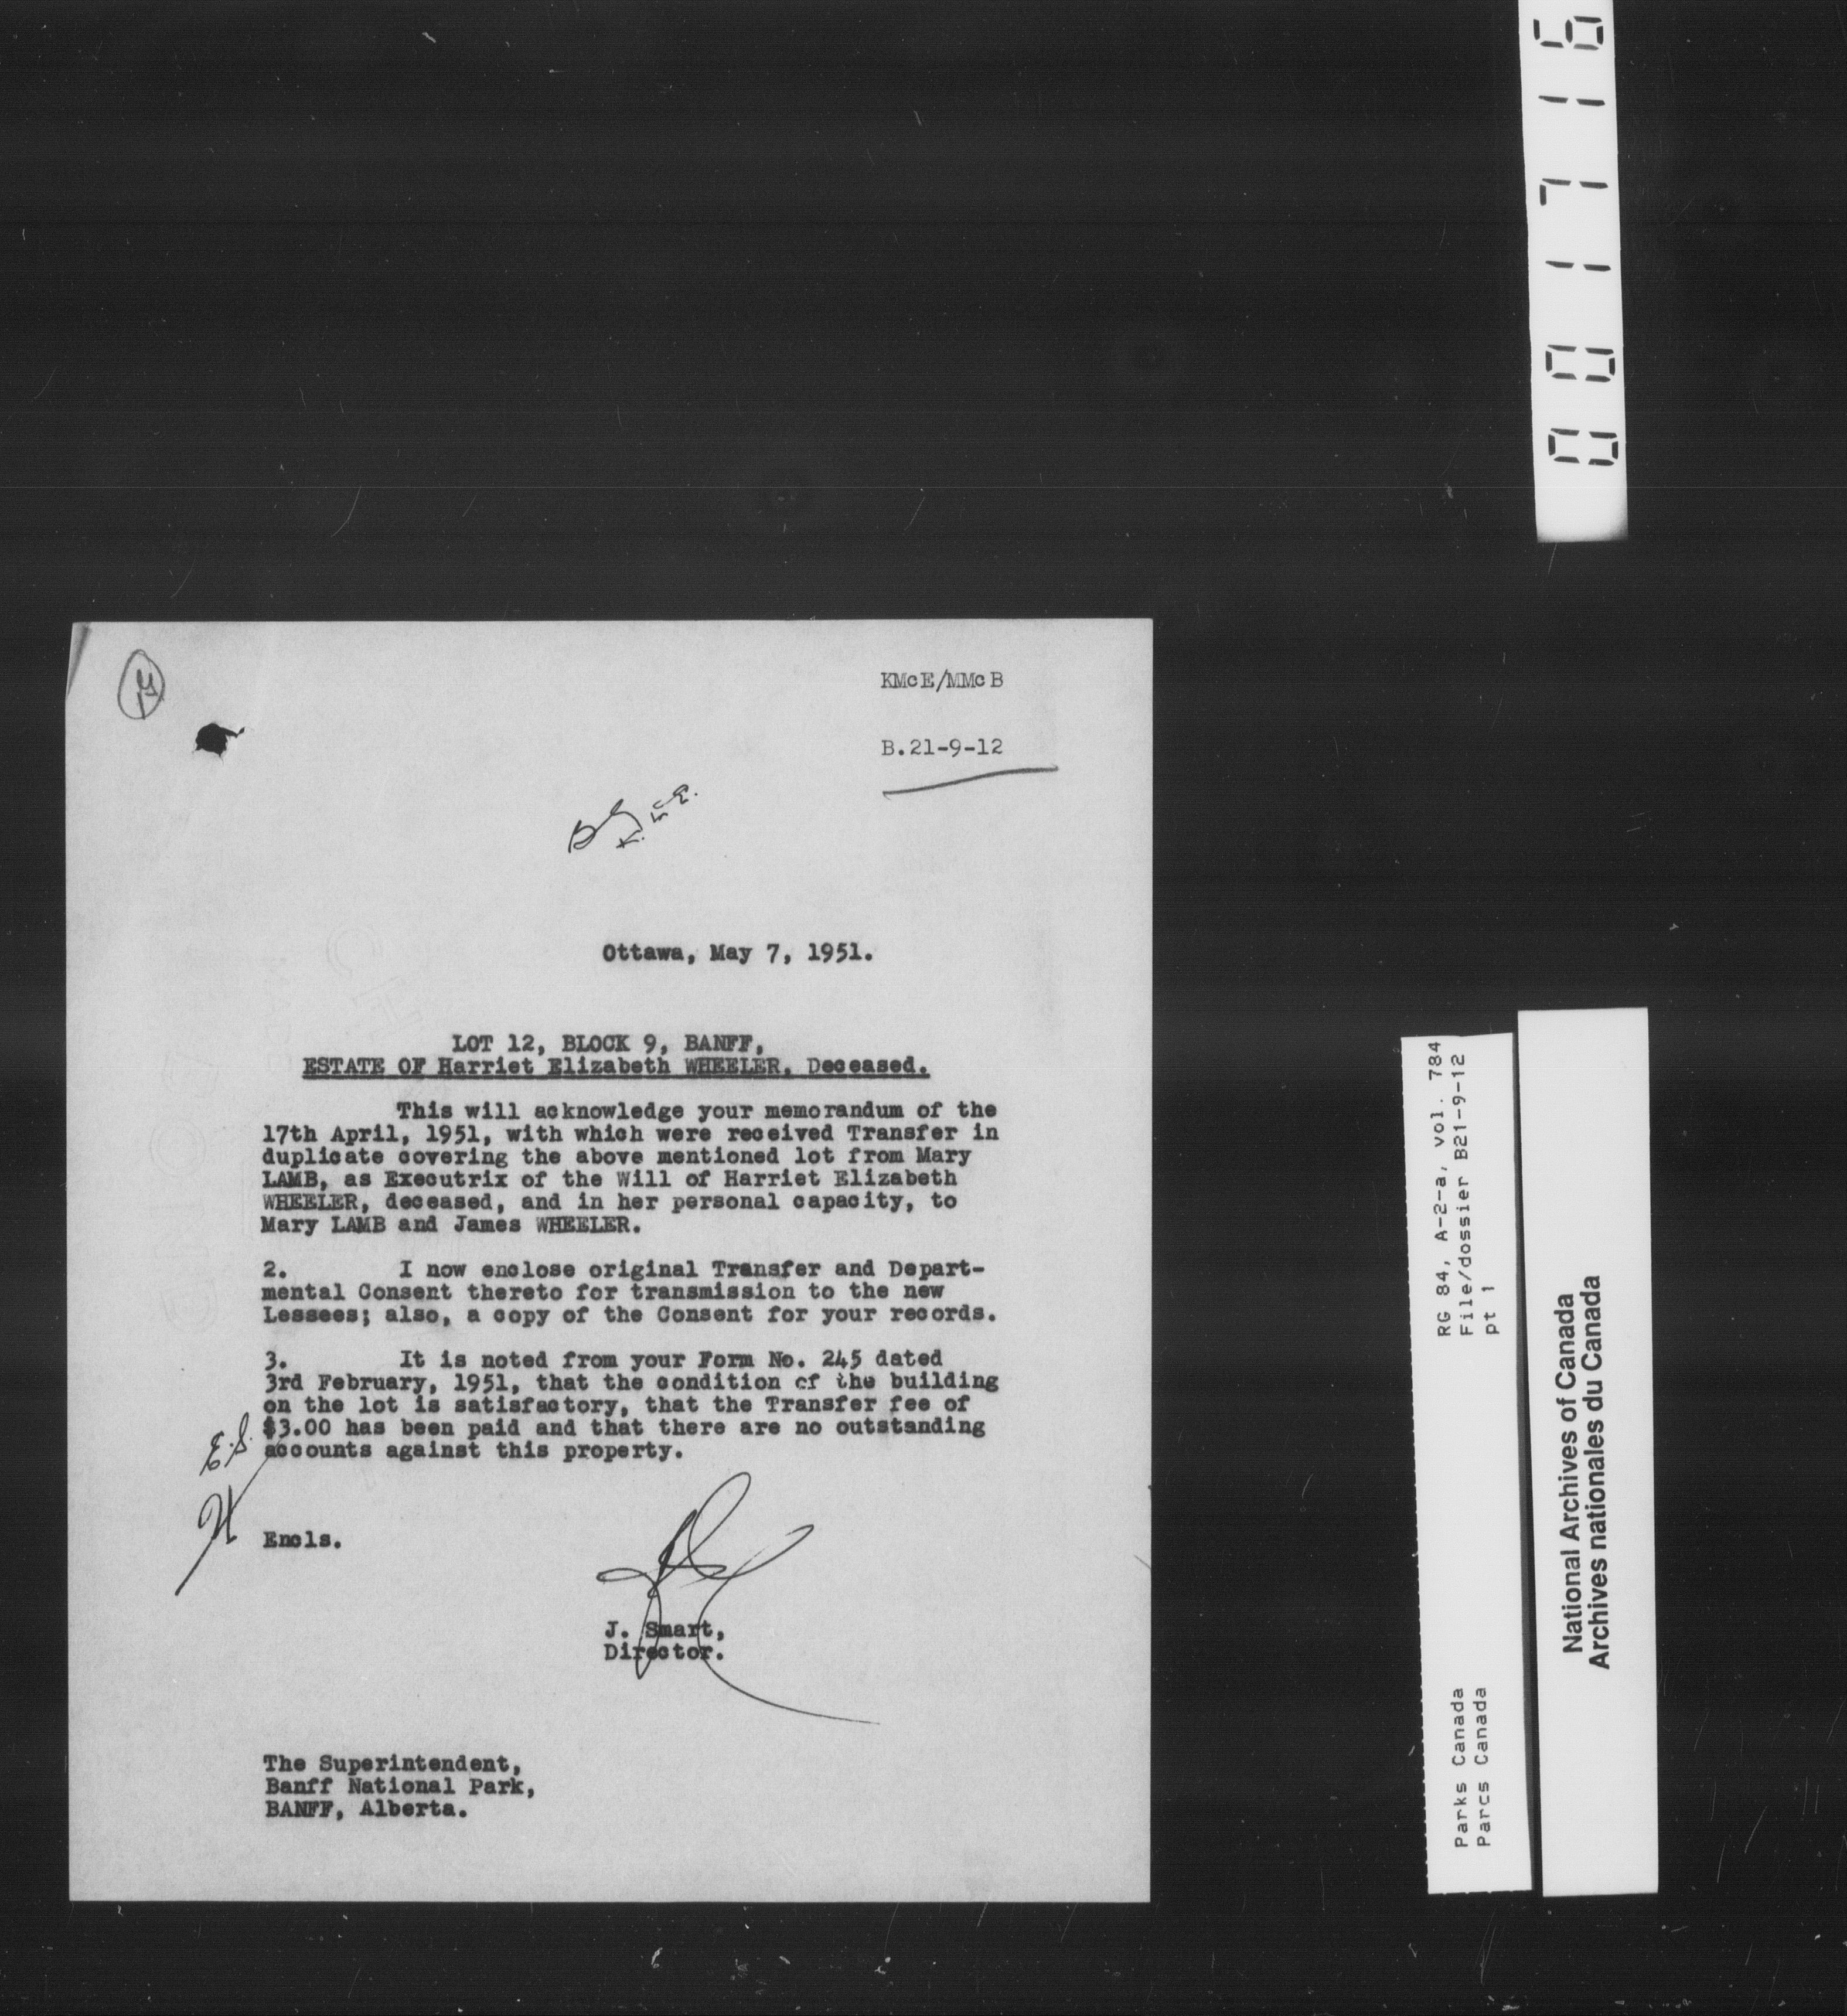 001716
KMcE/MMcB
B.21-9-12
Ottawa, May 7, 1951.
LOT 12, BLOCK 9, BANFF,
ESTATE OF Harriet Elizabeth WHEELER, Deceased.
This will acknowledge your memorandum of the
17th April, 1951, with which were received Transfer in
duplicate covering the above mentioned lot from Mary
LAMB, as Executrix of the Will of Harriet Elizabeth
WHEELER, deceased, and in her personal capacity, to
Mary LAMB and James WHEELER.
2. I now enclose original Transfer and Depart-
mental Consent thereto for transmission to the new
Lessees; also, a copy of the Consent for your records.
3. It is noted from your Form No. 245 dated
3rd February, 1951, that the condition of the building
on the lot is satisfactory, that the Transfer fee of
$3.00 has been paid and that there are no outstanding
accounts against this property.
E.S.
Encls.
J. Smart,
Director.
The Superintendent,
Banff National Park,
BANFF, Alberta.
RG 84, A-2-a, vol. 784
File/dossier B21-9-12
pt 1
Parks Canada
Parcs Canada
National Archives of Canada
Archives nationales du Canada